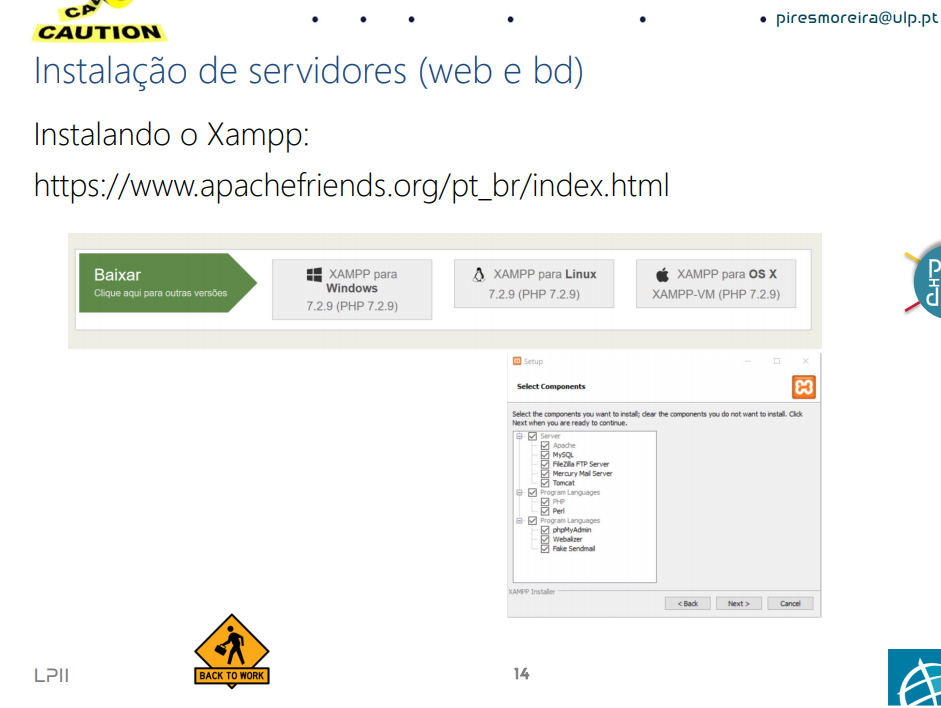 CAUTION
piresmoreira@ulp.pt
Instalação de servidores (web e bd)
Instalando o Xampp:
https://www.apachefriends.org/pt_br/index.html
Baixar
Clique aqui para outras versões
XAMPP para
Windows
7.2.9 (PHP 7.2.9)
XAMPP para Linux
7.2.9 (PHP 7.2.9)
XAMPP para OS X
XAMPP-VM (PHP 7.2.9)
Setup
Select Components
Select the components you want to install; clear the components you do not want to install. Click
Next when you are ready to continue.
Server
Apache
MySQL
FileZilla FTP Server
Mercury Mail Server
Tomcat
Program Languages
PHP
Perl
Program Languages
phpMyAdmin
Webalizer
Fake Sendmail
XAMPP Installer
< Back
Next >
Cancel
BACK TO WORK
LPII
14